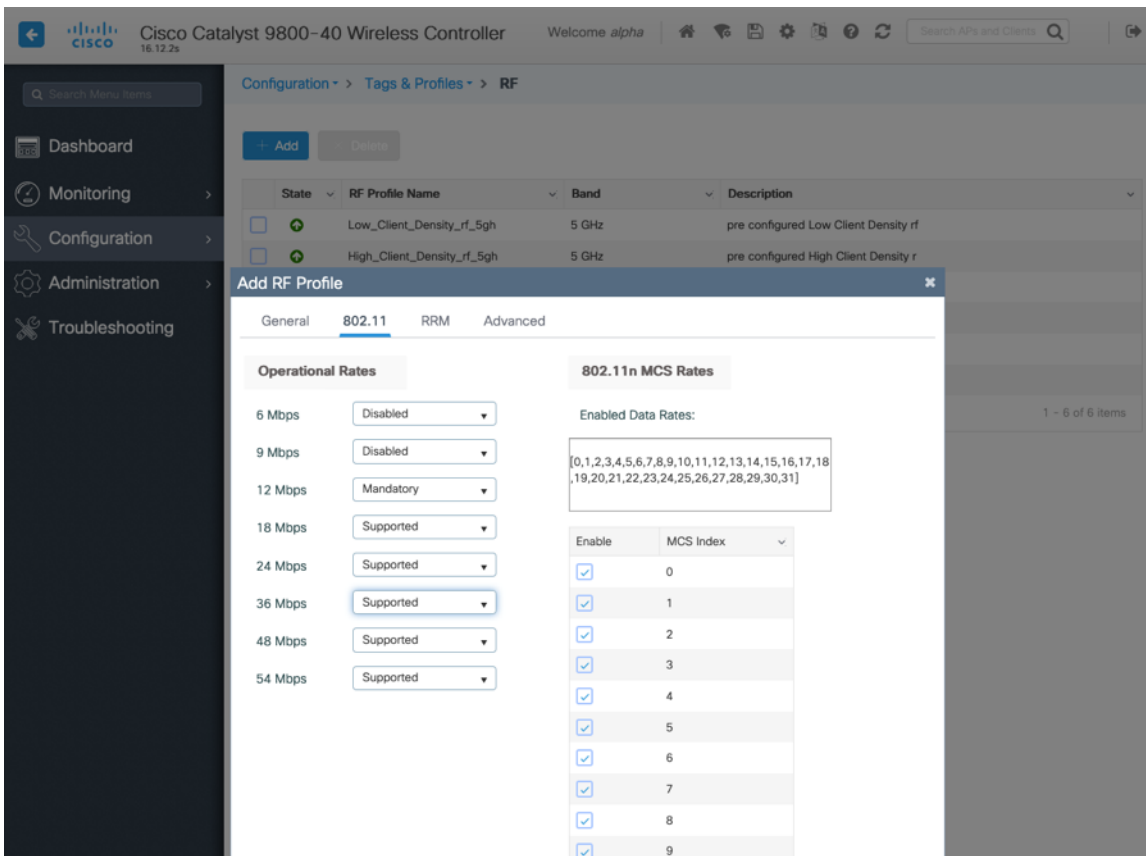 CISCO
Cisco Catalyst 9800-40 Wireless Controller
16.12.2s
Welcome alpha
Search APs and Clients
Search Menu Items
Dashboard
Monitoring
Configuration
Administration
Troubleshooting
Configuration > Tags & Profiles > RF
+ Add
Delete
State RF Profile Name Band Description
Low_Client_Density_rf_5gh 5 GHz pre configured Low Client Density rf
High_Client_Density_rf_5gh 5 GHz pre configured High Client Density r
1 - 6 of 6 items
Add RF Profile
General 802.11 RRM Advanced
Operational Rates
6 Mbps Disabled
9 Mbps Disabled
12 Mbps Mandatory
18 Mbps Supported
24 Mbps Supported
36 Mbps Supported
48 Mbps Supported
54 Mbps Supported
802.11n MCS Rates
Enabled Data Rates:
[0,1,2,3,4,5,6,7,8,9,10,11,12,13,14,15,16,17,18
,19,20,21,22,23,24,25,26,27,28,29,30,31]
Enable MCS Index
0
1
2
3
4
5
6
7
8
9